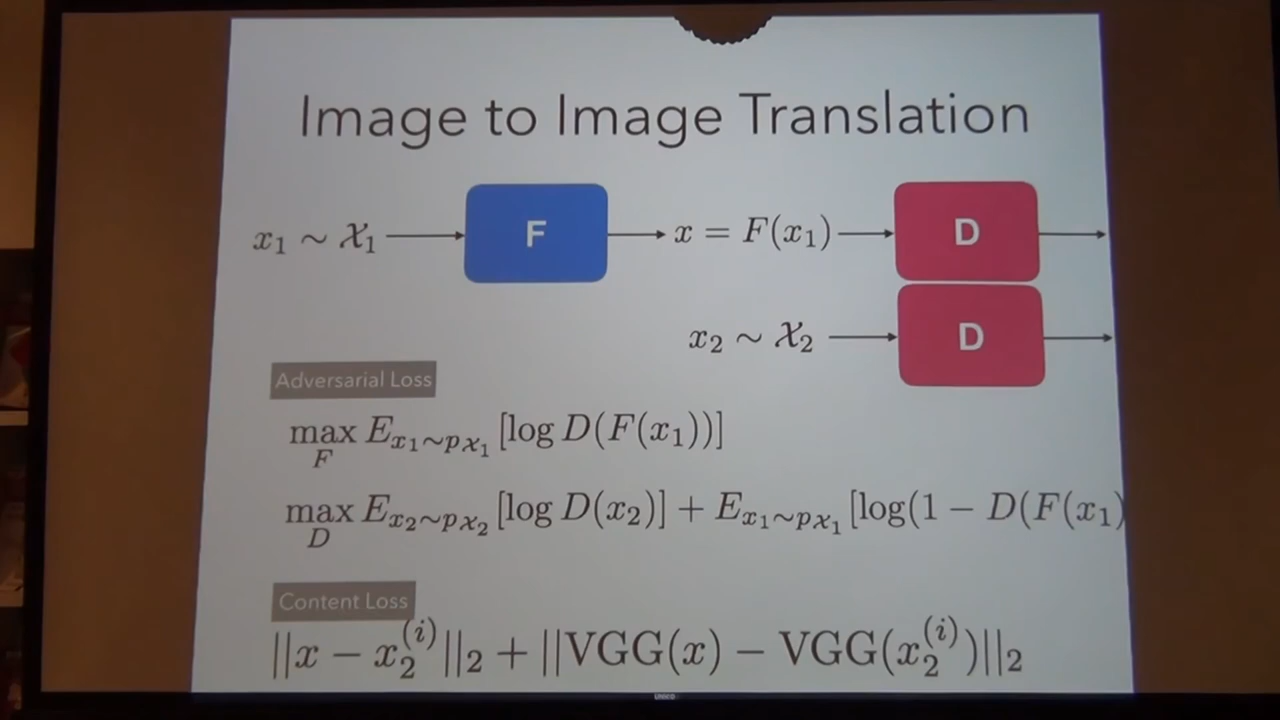 Image to Image Translation
x₁ ~ 𝒳₁ F x = F(x₁) D
x₂ ~ 𝒳₂ D
Adversarial Loss
max_F E_{x₁~p_{𝒳₁}} [log D(F(x₁))]
max_D E_{x₂~p_{𝒳₂}} [log D(x₂)] + E_{x₁~p_{𝒳₁}} [log(1 − D(F(x₁)
Content Loss
||x − x₂^{(i)}||₂ + ||VGG(x) − VGG(x₂^{(i)})||₂